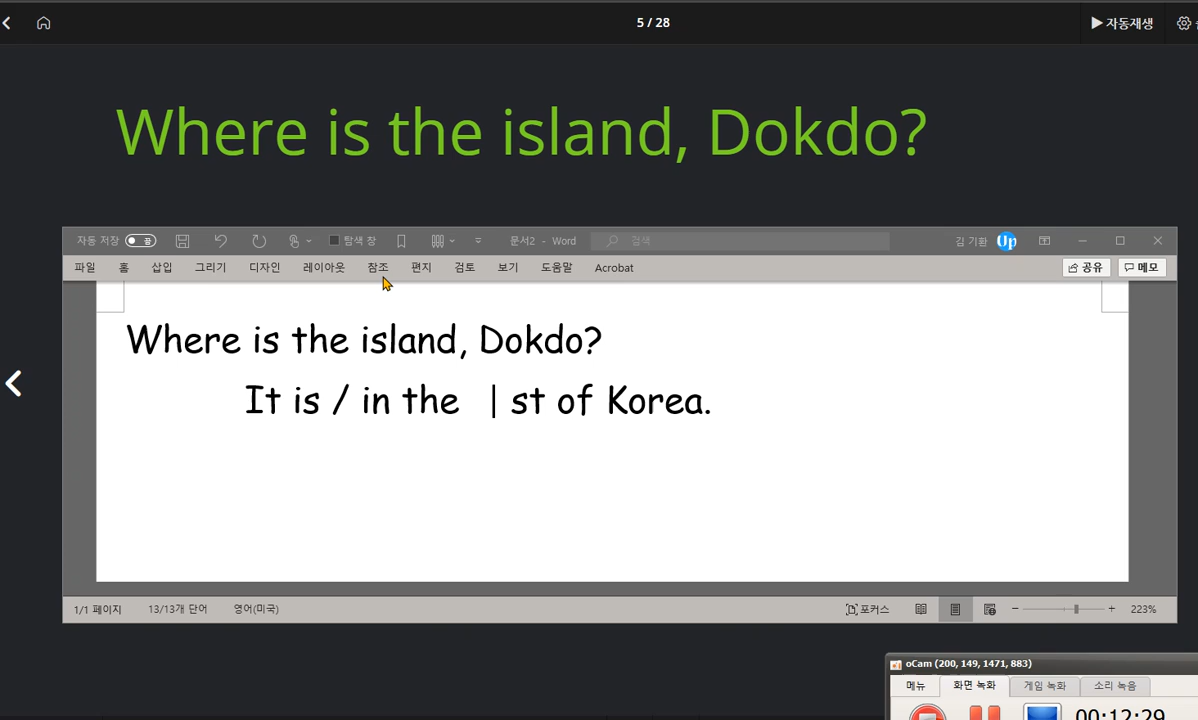 5 / 28
▶ 자동재생
Where is the island, Dokdo?
자동 저장 끔 탐색 창 문서2 - Word 검색 김 기환 Up
파일 홈 삽입 그리기 디자인 레이아웃 참조 편지 검토 보기 도움말 Acrobat 공유 메모
Where is the island, Dokdo?
It is / in the st of Korea.
1/1 페이지 13/13개 단어 영어(미국) 포커스 - + 223%
oCam (200, 149, 1471, 883)
메뉴 화면 녹화 게임 녹화 소리 녹음
00:12:29